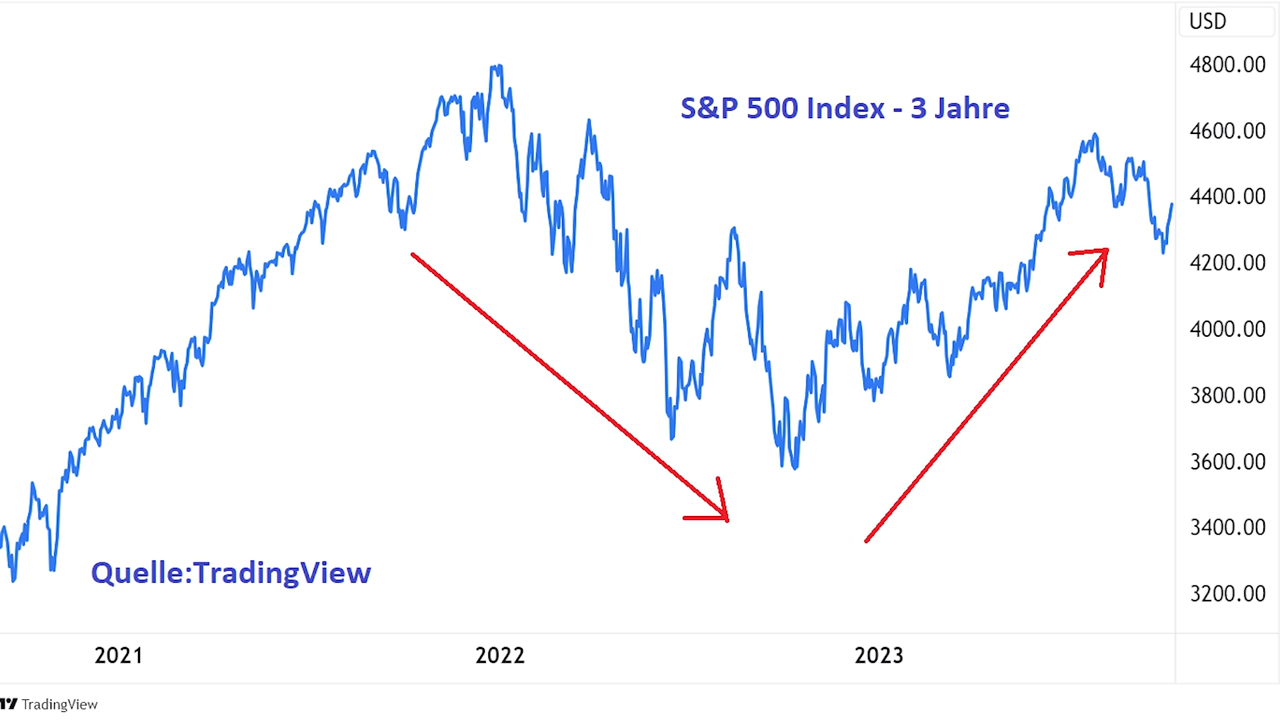 USD
4800.00
S&P 500 Index - 3 Jahre
4600.00
4400.00
4200.00
4000.00
3800.00
3600.00
3400.00
Quelle:TradingView
3200.00
2021 2022 2023
TradingView